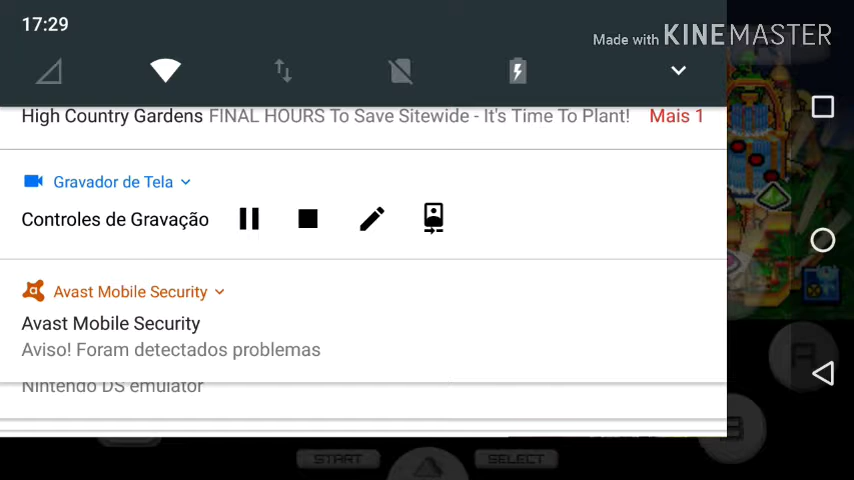 17:29
Made with KINEMASTER
High Country Gardens FINAL HOURS To Save Sitewide - It's Time To Plant! Mais 1
Gravador de Tela
Controles de Gravação
Avast Mobile Security
Avast Mobile Security
Aviso! Foram detectados problemas
Nintendo DS emulator
A
B
START
SELECT